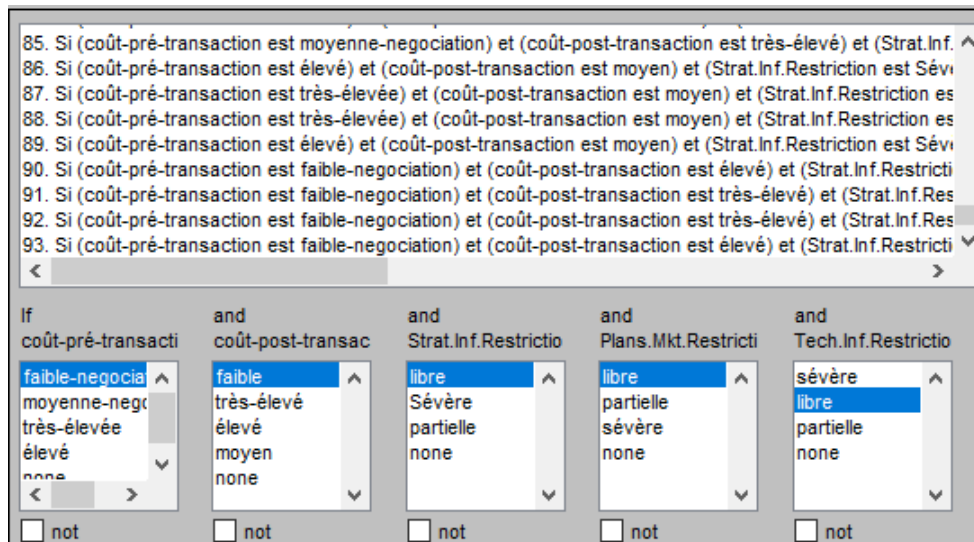 85. Si (coût-pré-transaction est moyenne-negociation) et (coût-post-transaction est très-élevé) et (Strat.Inf.
86. Si (coût-pré-transaction est élevé) et (coût-post-transaction est moyen) et (Strat.Inf.Restriction est Sév
87. Si (coût-pré-transaction est très-élevée) et (coût-post-transaction est moyen) et (Strat.Inf.Restriction es
88. Si (coût-pré-transaction est très-élevée) et (coût-post-transaction est moyen) et (Strat.Inf.Restriction es
89. Si (coût-pré-transaction est élevé) et (coût-post-transaction est moyen) et (Strat.Inf.Restriction est Sév
90. Si (coût-pré-transaction est faible-negociation) et (coût-post-transaction est élevé) et (Strat.Inf.Restricti
91. Si (coût-pré-transaction est faible-negociation) et (coût-post-transaction est très-élevé) et (Strat.Inf.Res
92. Si (coût-pré-transaction est faible-negociation) et (coût-post-transaction est très-élevé) et (Strat.Inf.Res
93. Si (coût-pré-transaction est faible-negociation) et (coût-post-transaction est élevé) et (Strat.Inf.Restricti
If and and and and
coût-pré-transacti coût-post-transac Strat.Inf.Restrictio Plans.Mkt.Restricti Tech.Inf.Restrictio
faible-negocia faible libre libre sévère
moyenne-nego très-élevé Sévère partielle libre
très-élevée élevé partielle sévère partielle
élevé moyen none none none
none none
not not not not not